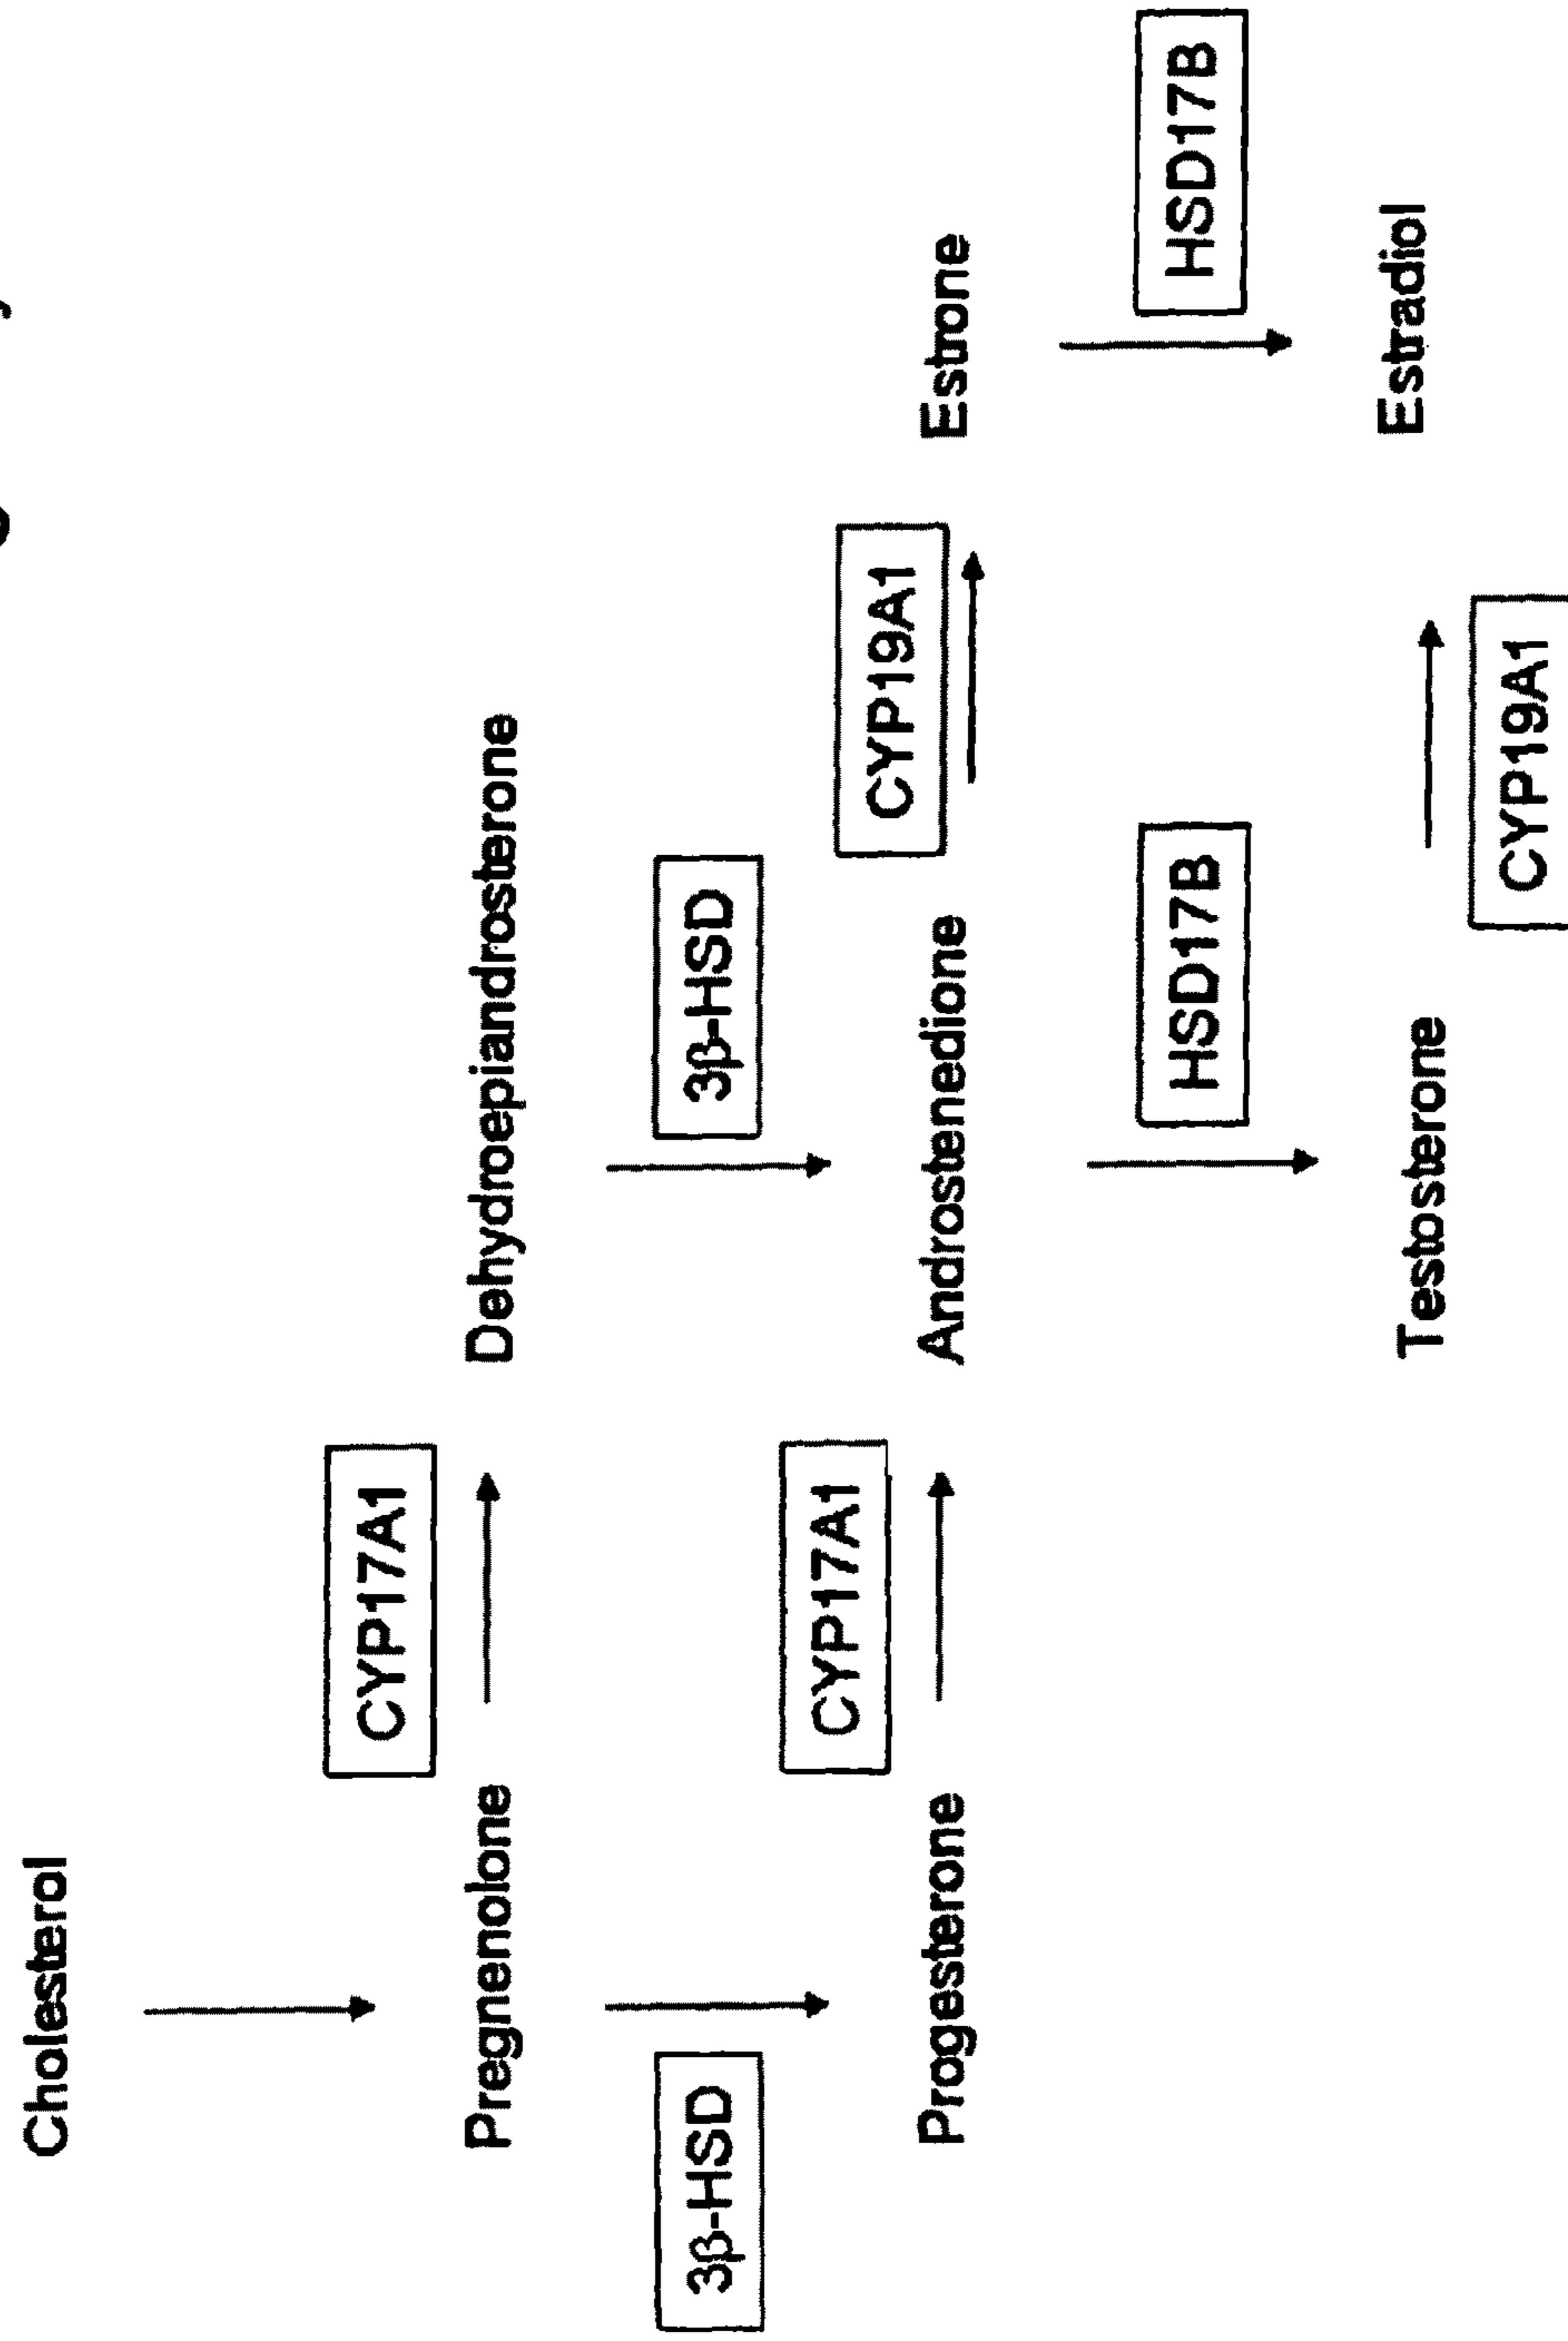 Cholesterol
CYP17A1
Pregnenolone
Dehydroepiandrosterone
3β-HSD
3β-HSD
CYP17A1
CYP19A1
Progesterone
Androstenedione
Estrone
HSD17B
HSD17B
Testosterone
Estradiol
CYP19A1